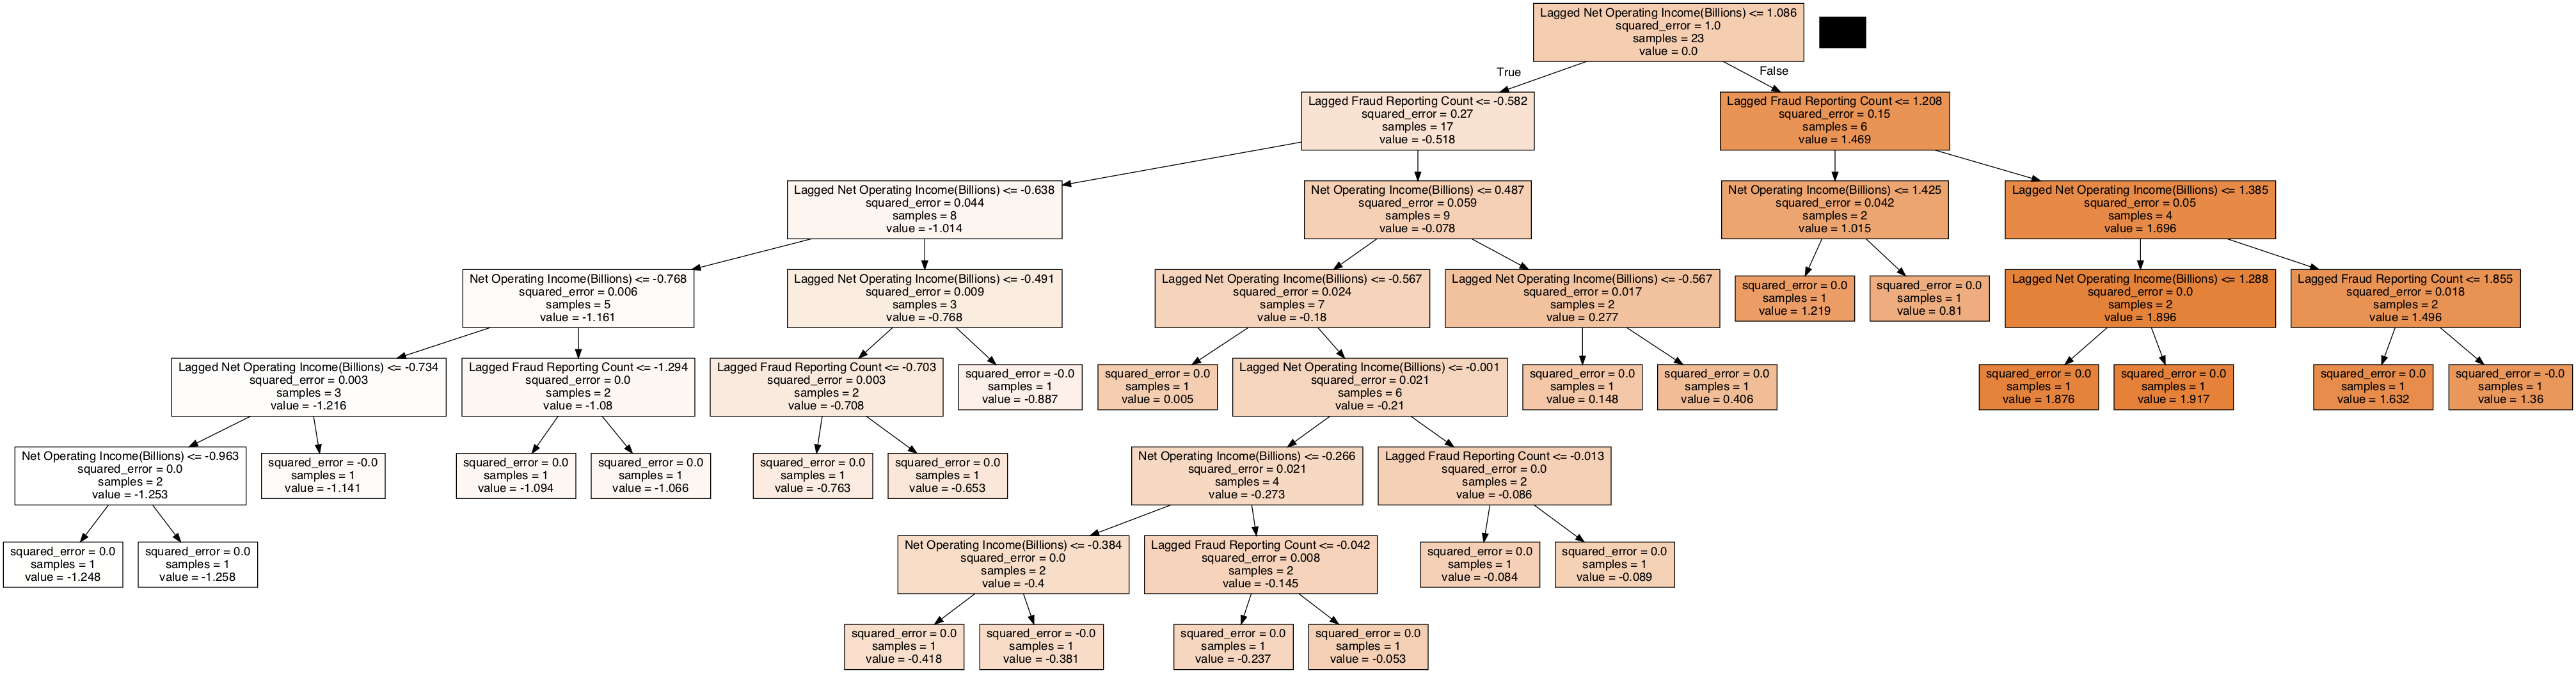 Lagged Net Operating Income(Billions) <= 1.086
squared_error = 1.0
samples = 23
value = 0.0
True
False
Lagged Fraud Reporting Count <= -0.582
squared_error = 0.27
samples = 17
value = -0.518
Lagged Fraud Reporting Count <= 1.208
squared_error = 0.15
samples = 6
value = 1.469
Lagged Net Operating Income(Billions) <= -0.638
squared_error = 0.044
samples = 8
value = -1.014
Net Operating Income(Billions) <= 0.487
squared_error = 0.059
samples = 9
value = -0.078
Net Operating Income(Billions) <= 1.425
squared_error = 0.042
samples = 2
value = 1.015
Lagged Net Operating Income(Billions) <= 1.385
squared_error = 0.05
samples = 4
value = 1.696
Net Operating Income(Billions) <= -0.768
squared_error = 0.006
samples = 5
value = -1.161
Lagged Net Operating Income(Billions) <= -0.491
squared_error = 0.009
samples = 3
value = -0.768
Lagged Net Operating Income(Billions) <= -0.567
squared_error = 0.024
samples = 7
value = -0.18
Lagged Net Operating Income(Billions) <= -0.567
squared_error = 0.017
samples = 2
value = 0.277
squared_error = 0.0
samples = 1
value = 1.219
squared_error = 0.0
samples = 1
value = 0.81
Lagged Net Operating Income(Billions) <= 1.288
squared_error = 0.0
samples = 2
value = 1.896
Lagged Fraud Reporting Count <= 1.855
squared_error = 0.018
samples = 2
value = 1.496
Lagged Net Operating Income(Billions) <= -0.734
squared_error = 0.003
samples = 3
value = -1.216
Lagged Fraud Reporting Count <= -1.294
squared_error = 0.0
samples = 2
value = -1.08
Lagged Fraud Reporting Count <= -0.703
squared_error = 0.003
samples = 2
value = -0.708
squared_error = -0.0
samples = 1
value = -0.887
squared_error = 0.0
samples = 1
value = 0.005
Lagged Net Operating Income(Billions) <= -0.001
squared_error = 0.021
samples = 6
value = -0.21
squared_error = 0.0
samples = 1
value = 0.148
squared_error = 0.0
samples = 1
value = 0.406
squared_error = 0.0
samples = 1
value = 1.876
squared_error = 0.0
samples = 1
value = 1.917
squared_error = 0.0
samples = 1
value = 1.632
squared_error = -0.0
samples = 1
value = 1.36
Net Operating Income(Billions) <= -0.963
squared_error = 0.0
samples = 2
value = -1.253
squared_error = -0.0
samples = 1
value = -1.141
squared_error = 0.0
samples = 1
value = -1.094
squared_error = 0.0
samples = 1
value = -1.066
squared_error = 0.0
samples = 1
value = -0.763
squared_error = 0.0
samples = 1
value = -0.653
Net Operating Income(Billions) <= -0.266
squared_error = 0.021
samples = 4
value = -0.273
Lagged Fraud Reporting Count <= -0.013
squared_error = 0.0
samples = 2
value = -0.086
squared_error = 0.0
samples = 1
value = -1.248
squared_error = 0.0
samples = 1
value = -1.258
Net Operating Income(Billions) <= -0.384
squared_error = 0.0
samples = 2
value = -0.4
Lagged Fraud Reporting Count <= -0.042
squared_error = 0.008
samples = 2
value = -0.145
squared_error = 0.0
samples = 1
value = -0.084
squared_error = 0.0
samples = 1
value = -0.089
squared_error = 0.0
samples = 1
value = -0.418
squared_error = -0.0
samples = 1
value = -0.381
squared_error = 0.0
samples = 1
value = -0.237
squared_error = 0.0
samples = 1
value = -0.053